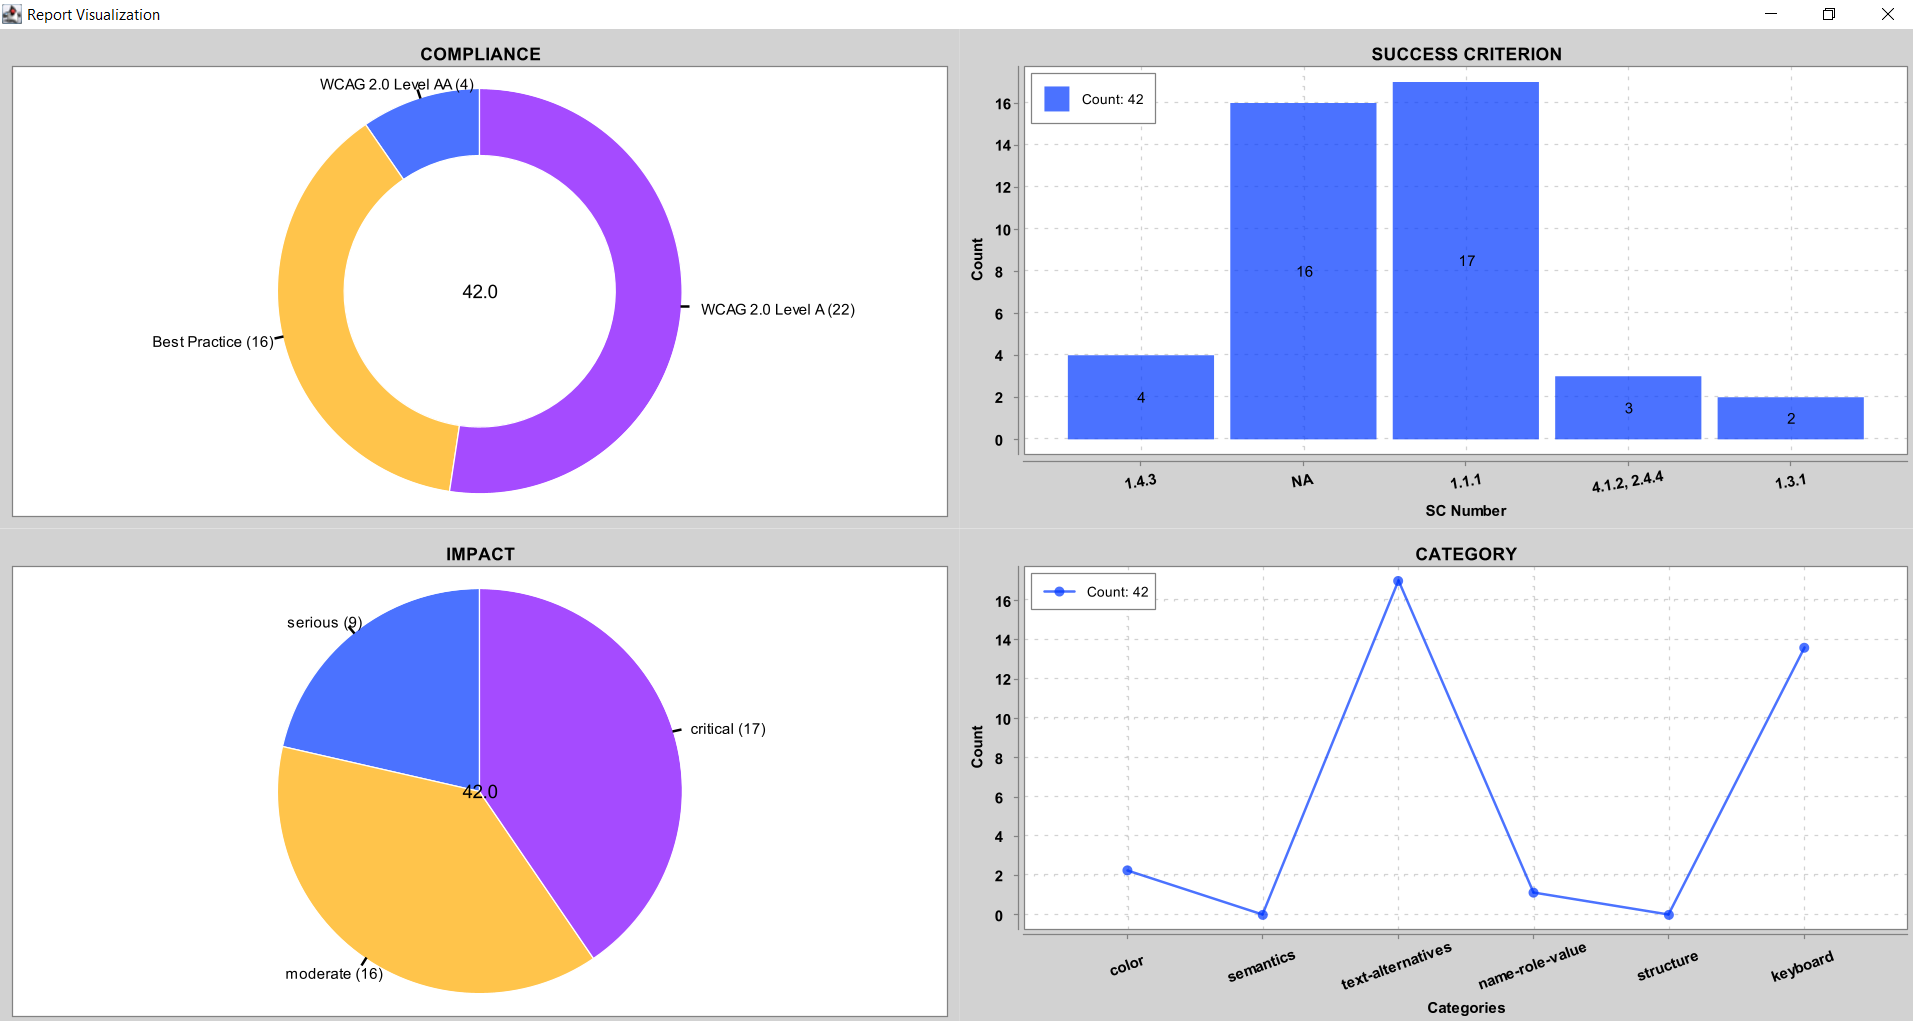 Report Visualization
COMPLIANCE
WCAG 2.0 Level AA (4)
42.0
WCAG 2.0 Level A (22)
Best Practice (16)
SUCCESS CRITERION
Count: 42
16
14
12
10
8
6
4
2
0
Count
4
16
17
3
2
1.4.3
NA
1.1.1
4.1.2, 2.4.4
1.3.1
SC Number
IMPACT
serious (9)
critical (17)
42.0
moderate (16)
CATEGORY
Count: 42
16
14
12
10
8
6
4
2
0
Count
color
semantics
text-alternatives
name-role-value
structure
keyboard
Categories